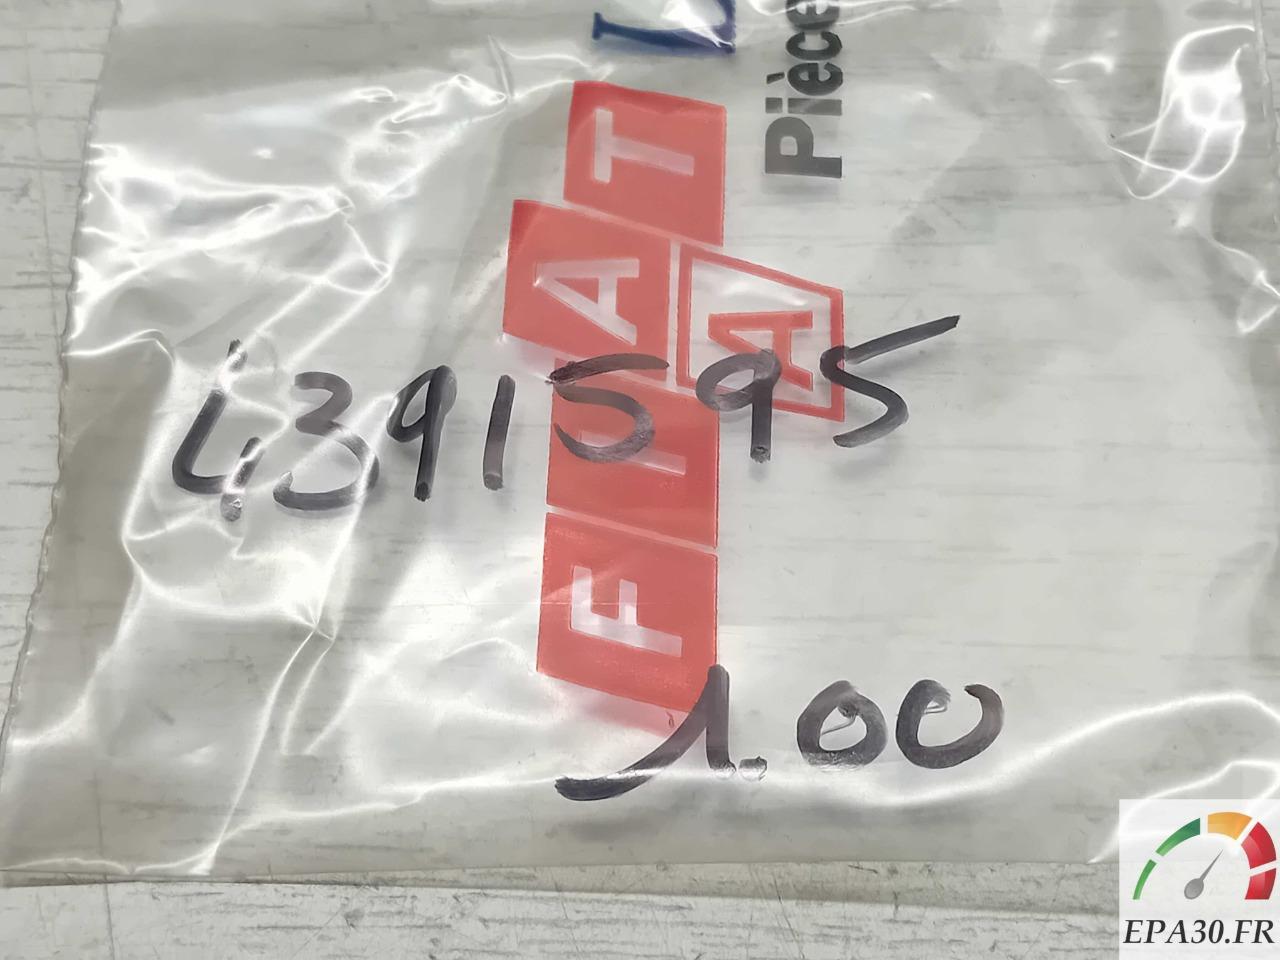 Pièce
FIAT
A
4391595
1.00
EPA30.FR